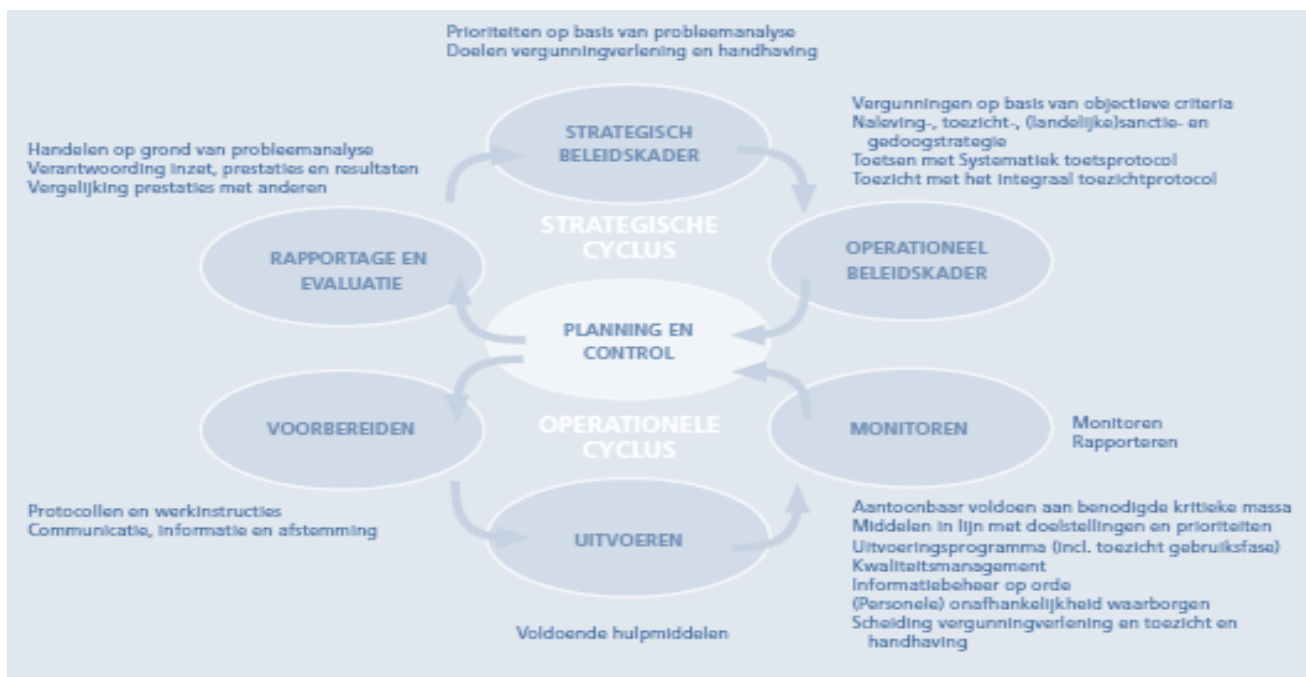 Prioriteiten op basis van probleemanalyse
Doelen vergunningverlening en handhaving
STRATEGISCH
BELEIDSKADER
Vergunningen op basis van objectieve criteria
Naleving-, toezicht-, (landelijke)sanctie- en
gedoogstrategie
Toetsen met Systematiek toetsprotocol
Toezicht met het integraal toezichtprotocol
Handelen op grond van probleemanalyse
Verantwoording inzet, prestaties en resultaten
Vergelijking prestaties met anderen
STRATEGISCHE
CYCLUS
RAPPORTAGE EN
EVALUATIE
OPERATIONEEL
BELEIDSKADER
PLANNING EN
CONTROL
VOORBEREIDEN
OPERATIONELE
CYCLUS
MONITOREN
Monitoren
Rapporteren
Protocollen en werkinstructies
Communicatie, informatie en afstemming
UITVOEREN
Aantoonbaar voldoen aan benodigde kritieke massa
Middelen in lijn met doelstellingen en prioriteiten
Uitvoeringsprogramma (incl. toezicht gebruiksfase)
Kwaliteitsmanagement
Informatiebeheer op orde
(Personele) onafhankelijkheid waarborgen
Scheiding vergunningverlening en toezicht en
handhaving
Voldoende hulpmiddelen